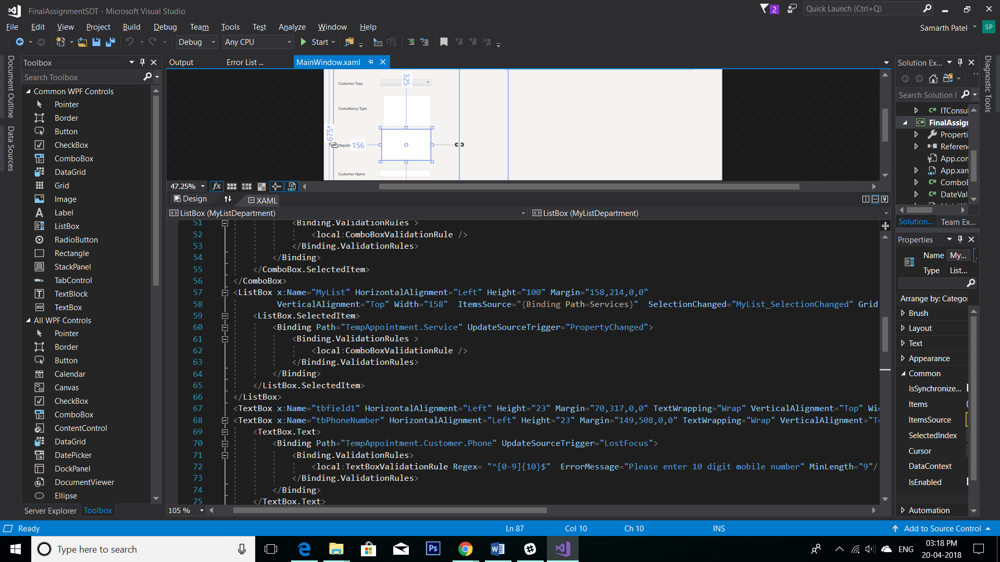 FinalAssignmentSDT - Microsoft Visual Studio
2
Quick Launch (Ctrl+Q)
File Edit View Project Build Debug Team Tools Test Analyze Window Help
Samarth Patel
SP
Debug
Any CPU
Start
Document Outline
Data Sources
Toolbox
Search Toolbox
Common WPF Controls
Pointer
Border
Button
CheckBox
ComboBox
DataGrid
Grid
Image
Label
ListBox
RadioButton
Rectangle
StackPanel
TabControl
TextBlock
TextBox
All WPF Controls
Pointer
Border
Button
Calendar
Canvas
CheckBox
ComboBox
ContentControl
DataGrid
DatePicker
DockPanel
DocumentViewer
Ellipse
Server Explorer Toolbox
Output
Error List ...
MainWindow.xaml
Customer Type
325
Consultancy Type
675*
Departm
156
Customer Name
47.25%
Design
XAML
ListBox (MyListDepartment)
ListBox (MyListDepartment)
51 <Binding.ValidationRules >
52 <local:ComboBoxValidationRule />
53 </Binding.ValidationRules>
54 </Binding>
55 </ComboBox.SelectedItem>
56 </ComboBox>
57 <ListBox x:Name="MyList" HorizontalAlignment="Left" Height="100" Margin="158,214,0,0"
58 VerticalAlignment="Top" Width="158" ItemsSource="{Binding Path=Services}" SelectionChanged="MyList_SelectionChanged" Grid
59 <ListBox.SelectedItem>
60 <Binding Path="TempAppointment.Service" UpdateSourceTrigger="PropertyChanged">
61 <Binding.ValidationRules >
62 <local:ComboBoxValidationRule />
63 </Binding.ValidationRules>
64 </Binding>
65 </ListBox.SelectedItem>
66 </ListBox>
67 <TextBox x:Name="tbfield1" HorizontalAlignment="Left" Height="23" Margin="70,317,0,0" TextWrapping="Wrap" VerticalAlignment="Top" Wi
68 <TextBox x:Name="tbPhoneNumber" HorizontalAlignment="Left" Height="23" Margin="149,508,0,0" TextWrapping="Wrap" VerticalAlignment="T
69 <TextBox.Text>
70 <Binding Path="TempAppointment.Customer.Phone" UpdateSourceTrigger="LostFocus">
71 <Binding.ValidationRules>
72 <local:TextBoxValidationRule Regex= "^[0-9]{10}$" ErrorMessage="Please enter 10 digit mobile number" MinLength="9"/
73 </Binding.ValidationRules>
74 </Binding>
75 </TextBox.Text>
105 %
Solution Ex...
Search Solution
ITConsul
FinalAssign
Properti
Referen
App.con
App.xan
ComboB
DateVal
Solution... Team Ex...
Properties
Name My...
Type List...
Arrange by: Catego
Brush
Layout
Text
Appearance
Common
IsSynchronize...
Items
ItemsSource
SelectedIndex
Cursor
DataContext
IsEnabled
Automation
Diagnostic Tools
Ready
Ln 87
Col 10
Ch 10
INS
Add to Source Control
Type here to search
Ps
ENG
03:18 PM
20-04-2018